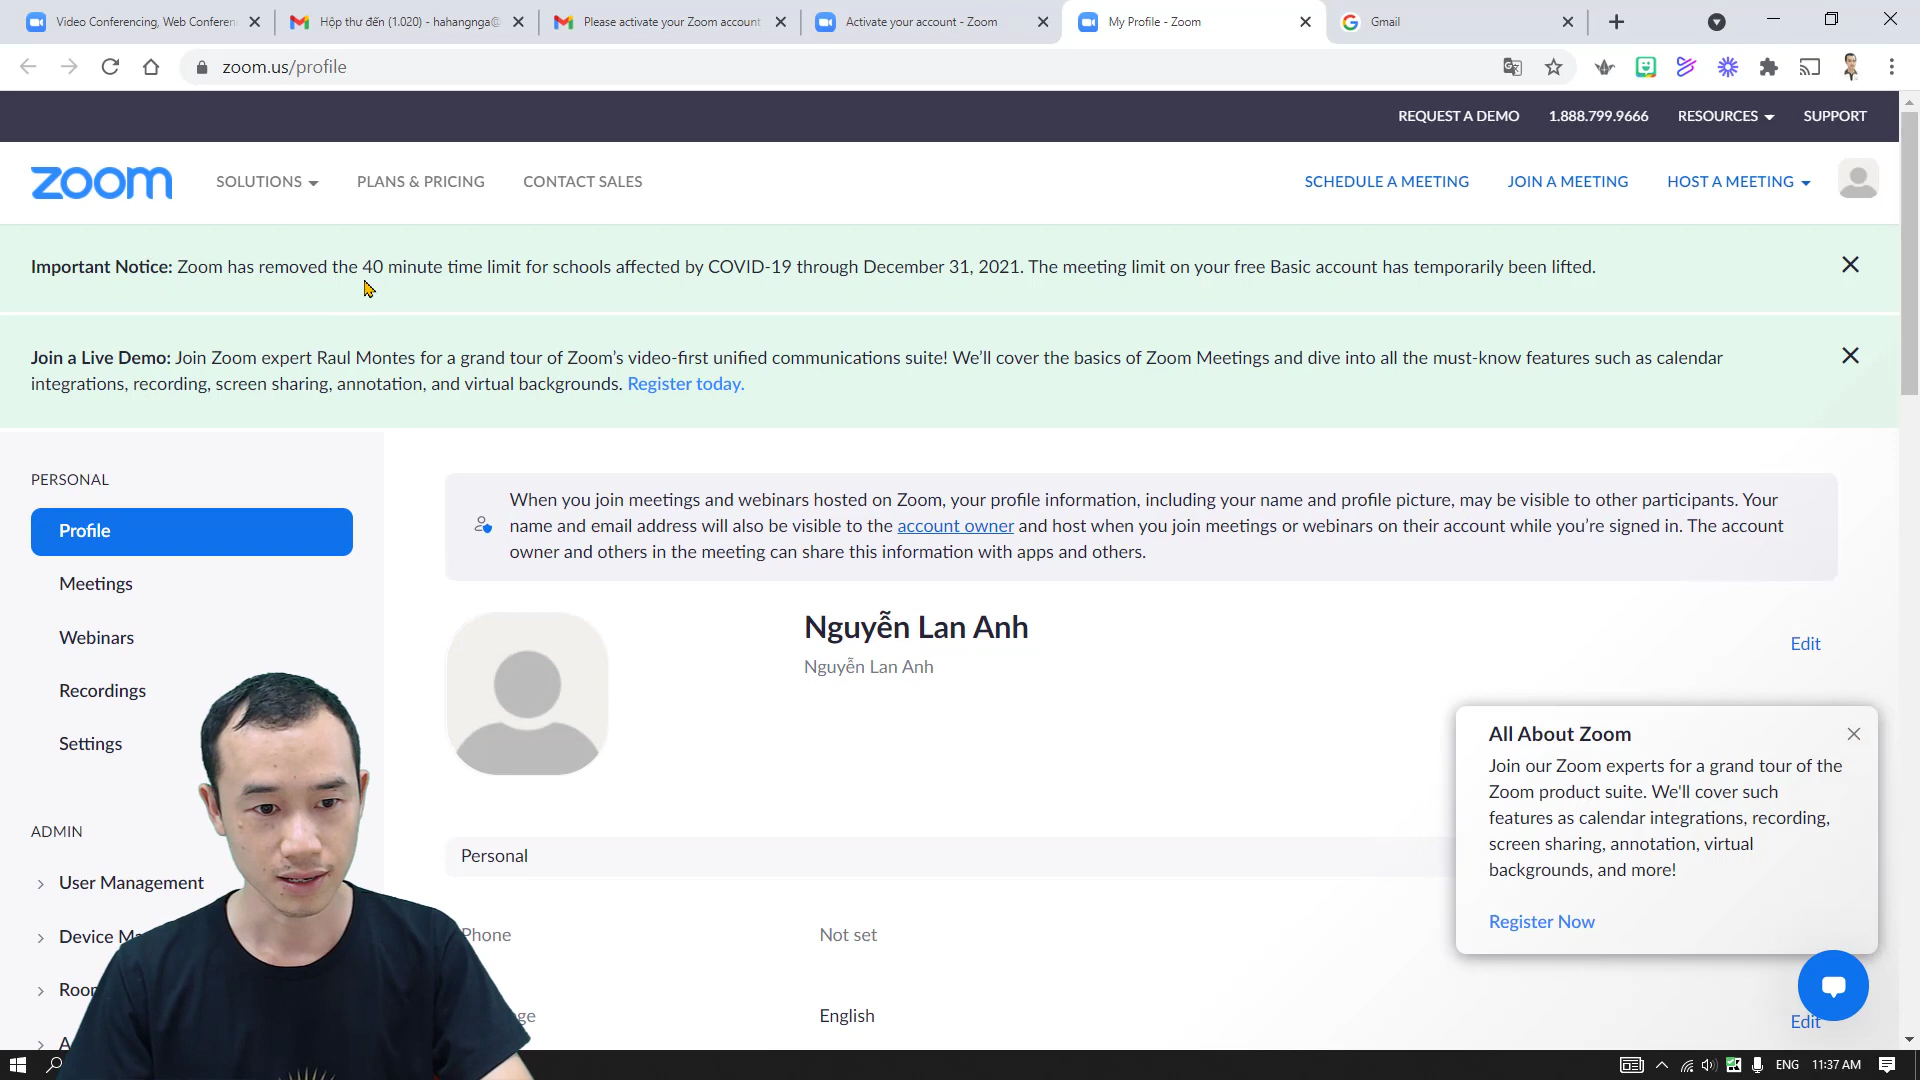 Video Conferencing, Web Conferen
Hộp thư đến (1.020) - hahangnga@
Please activate your Zoom account
Activate your account - Zoom
My Profile - Zoom
Gmail
zoom.us/profile
REQUEST A DEMO 1.888.799.9666 RESOURCES SUPPORT
zoom SOLUTIONS PLANS & PRICING CONTACT SALES SCHEDULE A MEETING JOIN A MEETING HOST A MEETING
Important Notice: Zoom has removed the 40 minute time limit for schools affected by COVID-19 through December 31, 2021. The meeting limit on your free Basic account has temporarily been lifted.
Join a Live Demo: Join Zoom expert Raul Montes for a grand tour of Zoom's video-first unified communications suite! We'll cover the basics of Zoom Meetings and dive into all the must-know features such as calendar
integrations, recording, screen sharing, annotation, and virtual backgrounds. Register today.
PERSONAL
Profile
Meetings
Webinars
Recordings
Settings
ADMIN
User Management
Device Ma
Roon
A
When you join meetings and webinars hosted on Zoom, your profile information, including your name and profile picture, may be visible to other participants. Your
name and email address will also be visible to the account owner and host when you join meetings or webinars on their account while you're signed in. The account
owner and others in the meeting can share this information with apps and others.
Nguyễn Lan Anh
Nguyễn Lan Anh
Edit
Personal
Phone Not set
ge English
Edit
All About Zoom
Join our Zoom experts for a grand tour of the
Zoom product suite. We'll cover such
features as calendar integrations, recording,
screen sharing, annotation, virtual
backgrounds, and more!
Register Now
ENG 11:37 AM